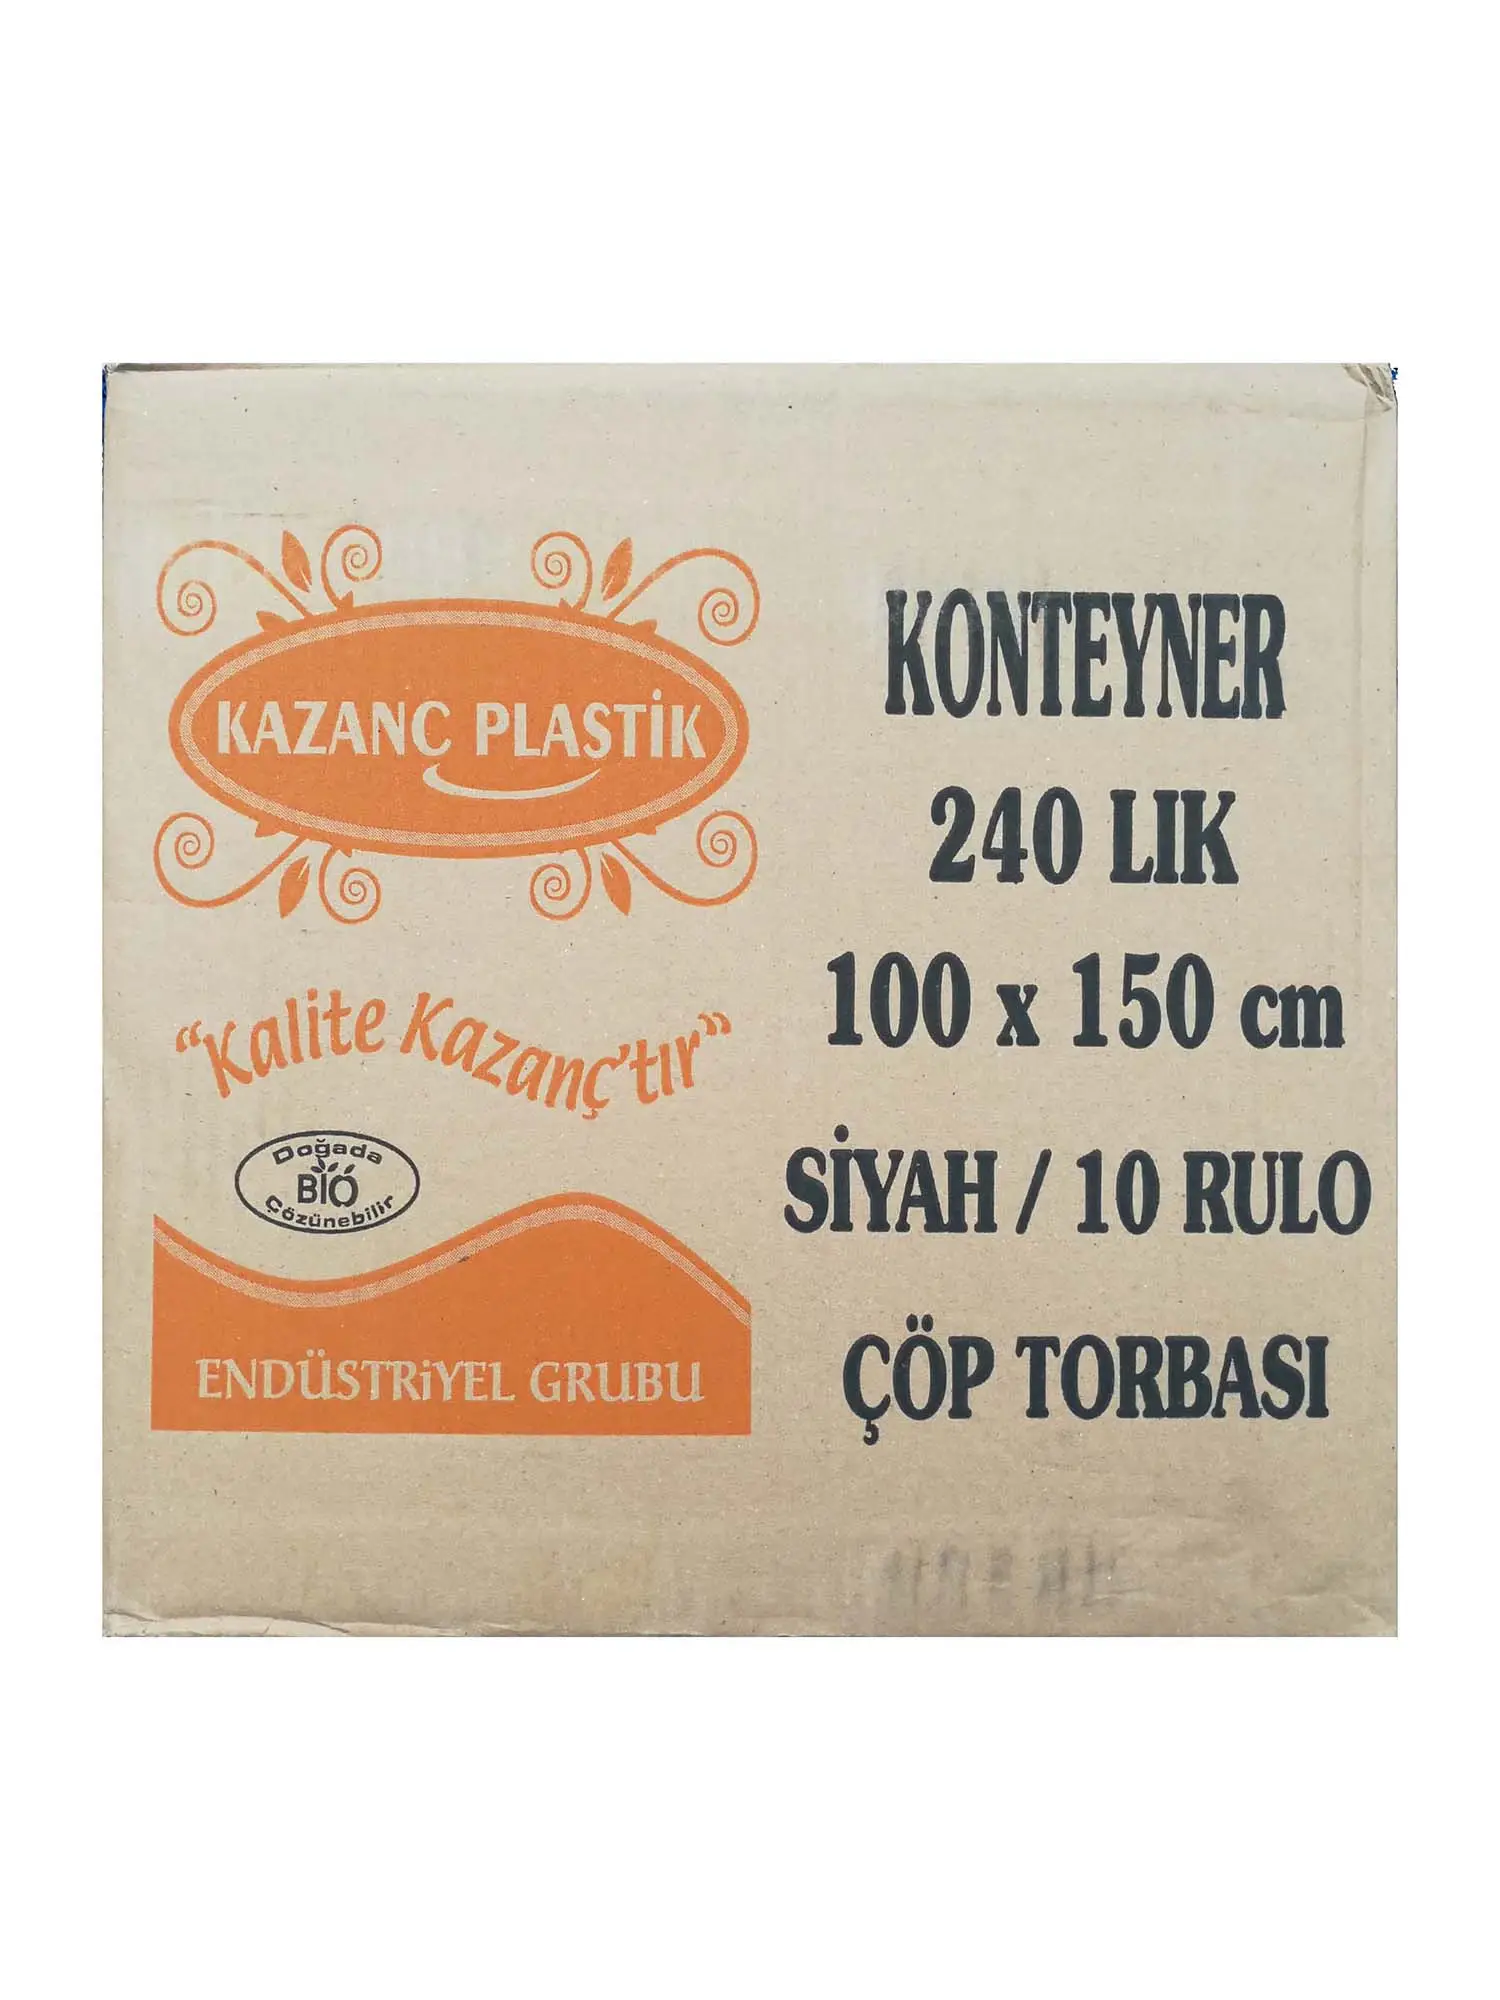 KAZANÇ PLASTİK
"Kalite Kazanç'tır"
Doğada
BİO
Çözünebilir
ENDÜSTRiYEL GRUBU
KONTEYNER
240 LIK
100 x 150 cm
SİYAH / 10 RULO
ÇÖP TORBASI